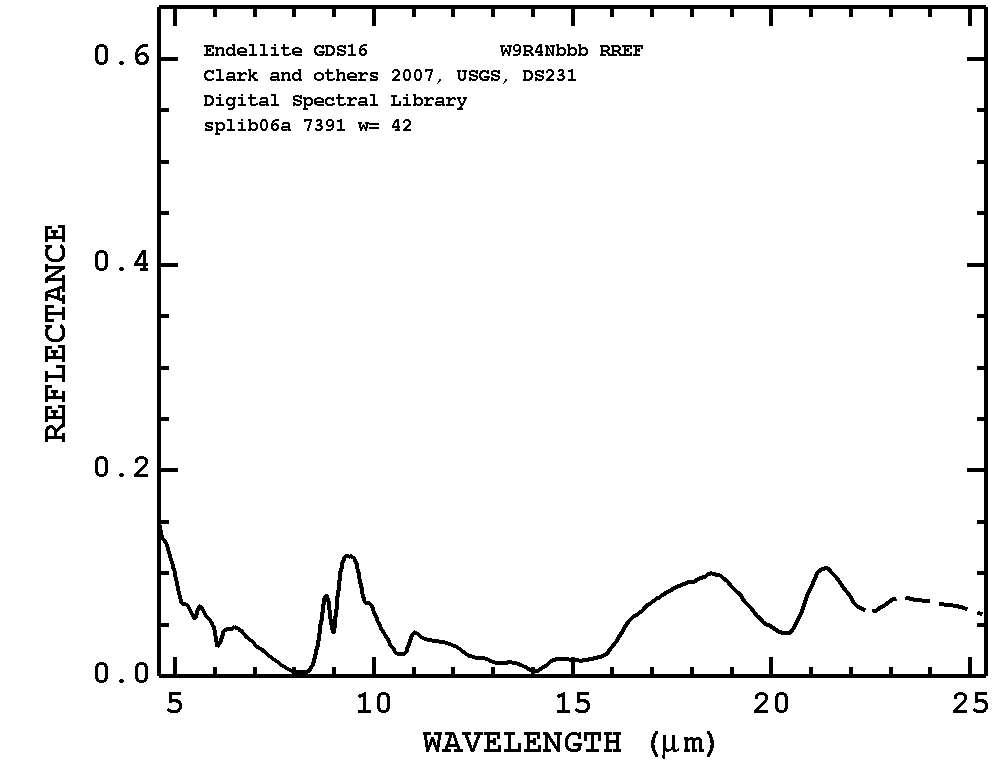 Endellite GDS16 W9R4Nbbb RREF
Clark and others 2007, USGS, DS231
Digital Spectral Library
splib06a 7391 w= 42
0.6
0.4
0.2
0.0
REFLECTANCE
5 10 15 20 25
WAVELENGTH (μm)